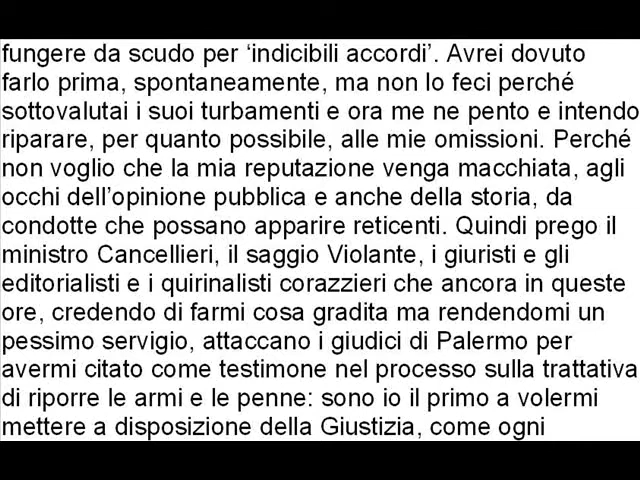 fungere da scudo per ‘indicibili accordi’. Avrei dovuto
farlo prima, spontaneamente, ma non lo feci perché
sottovalutai i suoi turbamenti e ora me ne pento e intendo
riparare, per quanto possibile, alle mie omissioni. Perché
non voglio che la mia reputazione venga macchiata, agli
occhi dell’opinione pubblica e anche della storia, da
condotte che possano apparire reticenti. Quindi prego il
ministro Cancellieri, il saggio Violante, i giuristi e gli
editorialisti e i quirinalisti corazzieri che ancora in queste
ore, credendo di farmi cosa gradita ma rendendomi un
pessimo servigio, attaccano i giudici di Palermo per
avermi citato come testimone nel processo sulla trattativa
di riporre le armi e le penne: sono io il primo a volermi
mettere a disposizione della Giustizia, come ogni